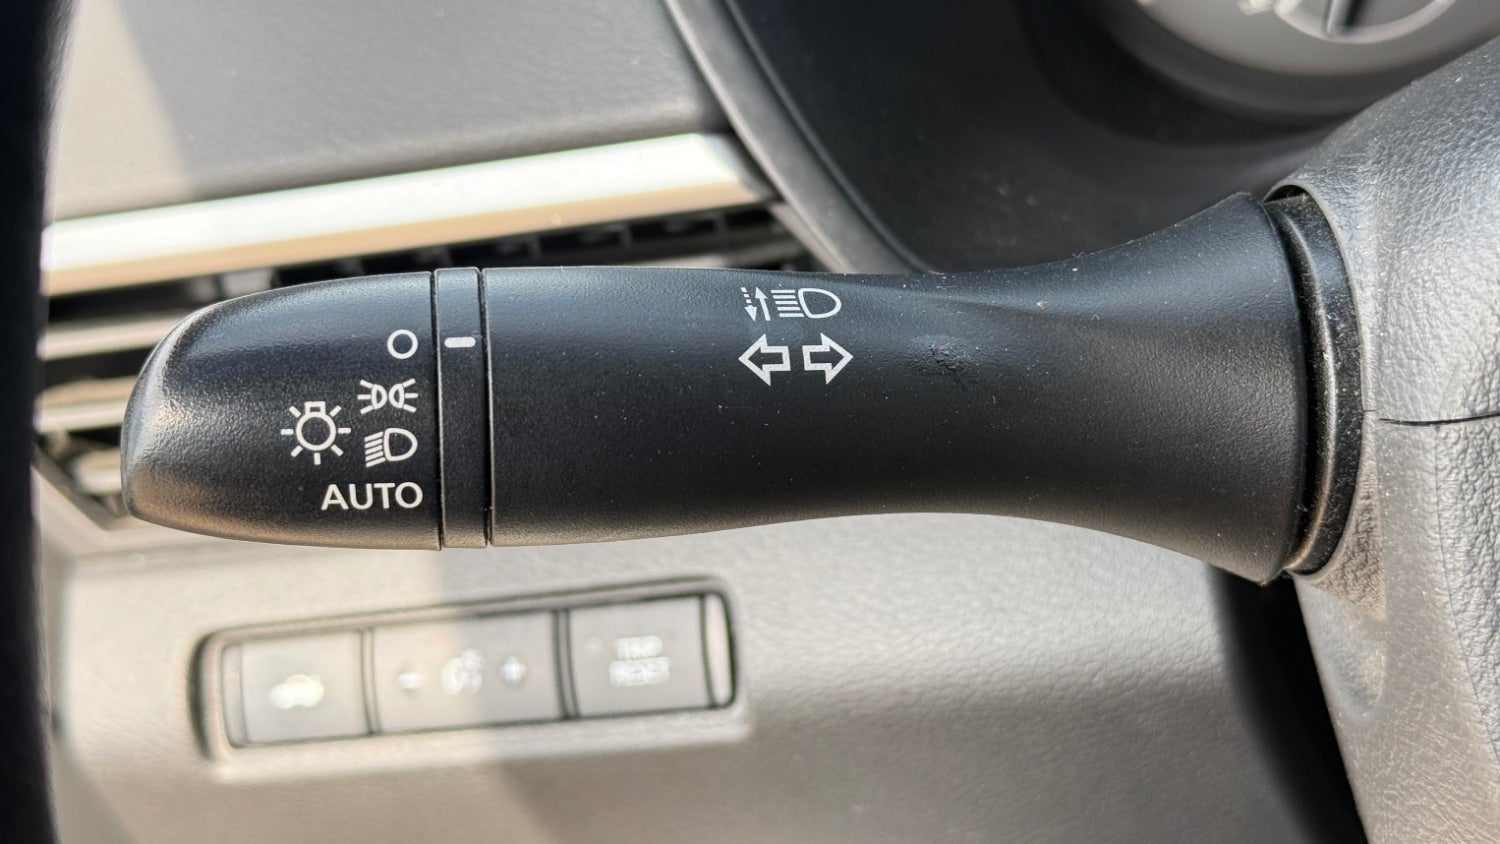 AUTO
- +
TRIP
RESET